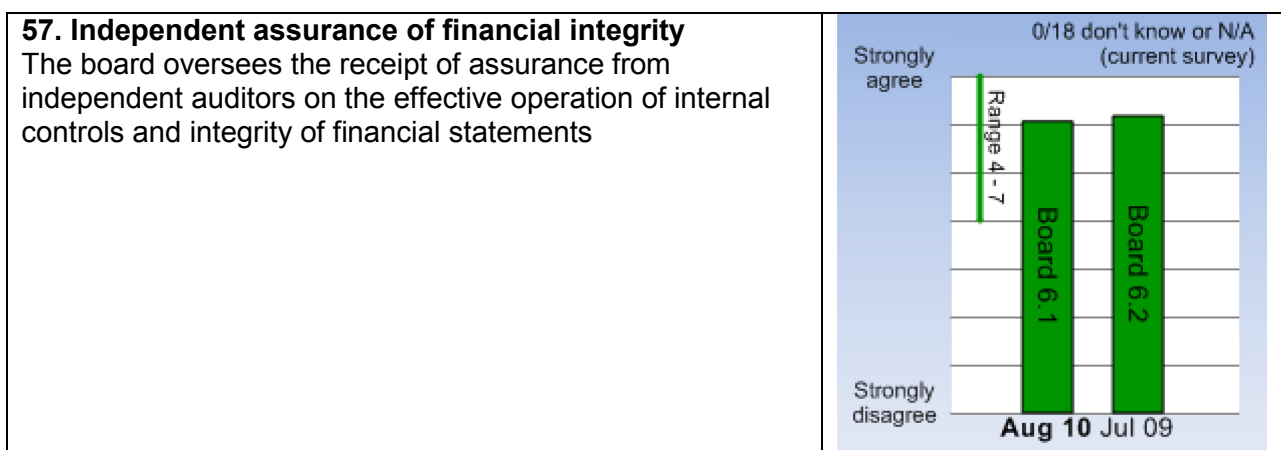 57. Independent assurance of financial integrity
The board oversees the receipt of assurance from
independent auditors on the effective operation of internal
controls and integrity of financial statements
0/18 don't know or N/A
(current survey)
Strongly
agree
Range 4 - 7
Board 6.1
Board 6.2
Strongly
disagree
Aug 10 Jul 09